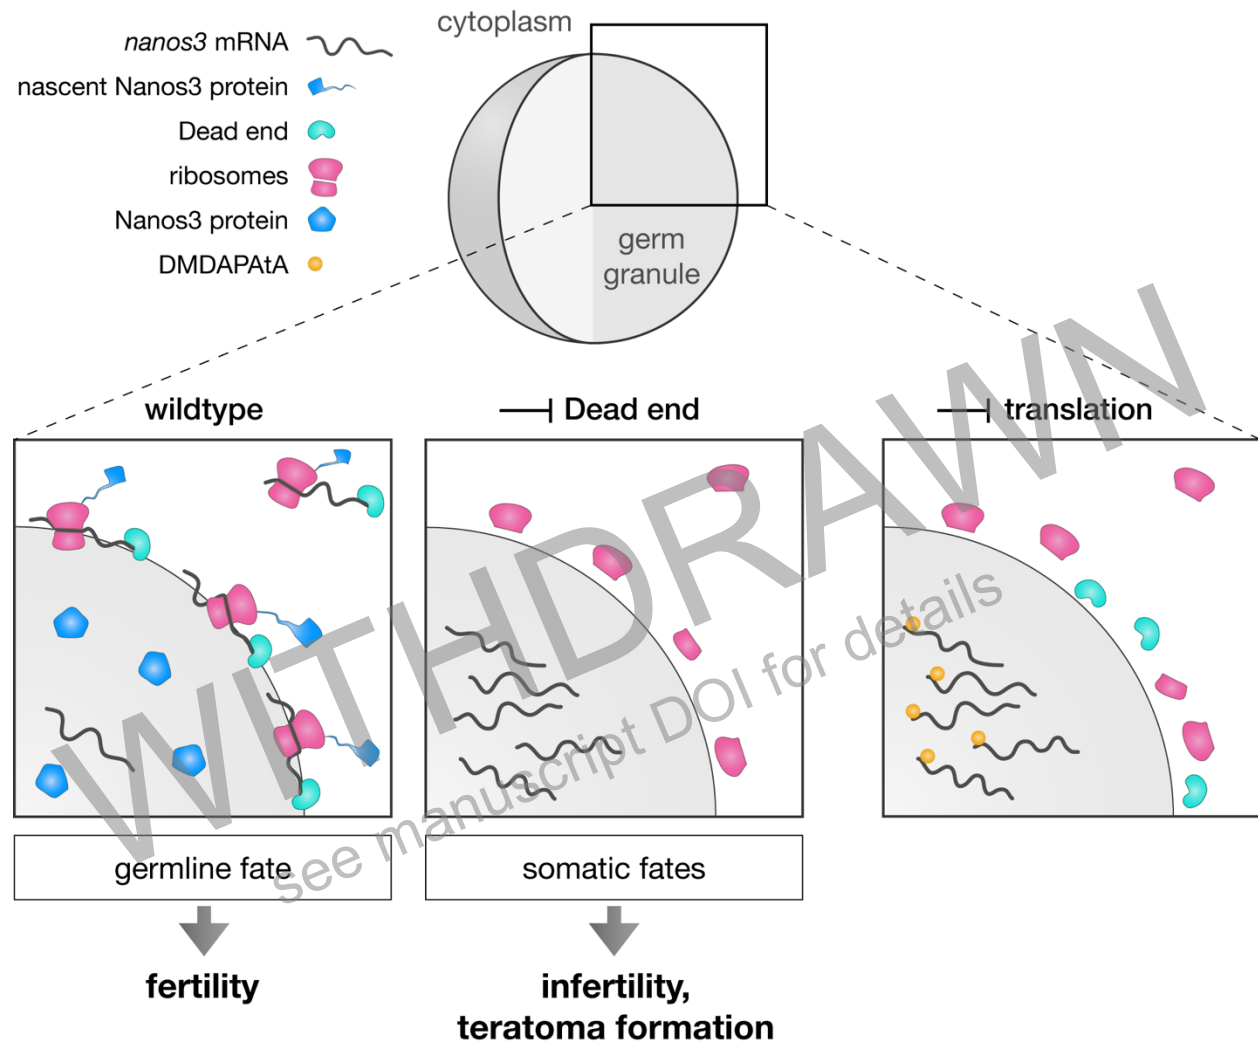 cytoplasm
nanos3 mRNA
nascent Nanos3 protein
Dead end
ribosomes
Nanos3 protein
DMDAPAtA
germ
granule
wildtype
Dead end
translation
WITHDRAWN
see manuscript DOI for details
germline fate
somatic fates
fertility
infertility,
teratoma formation